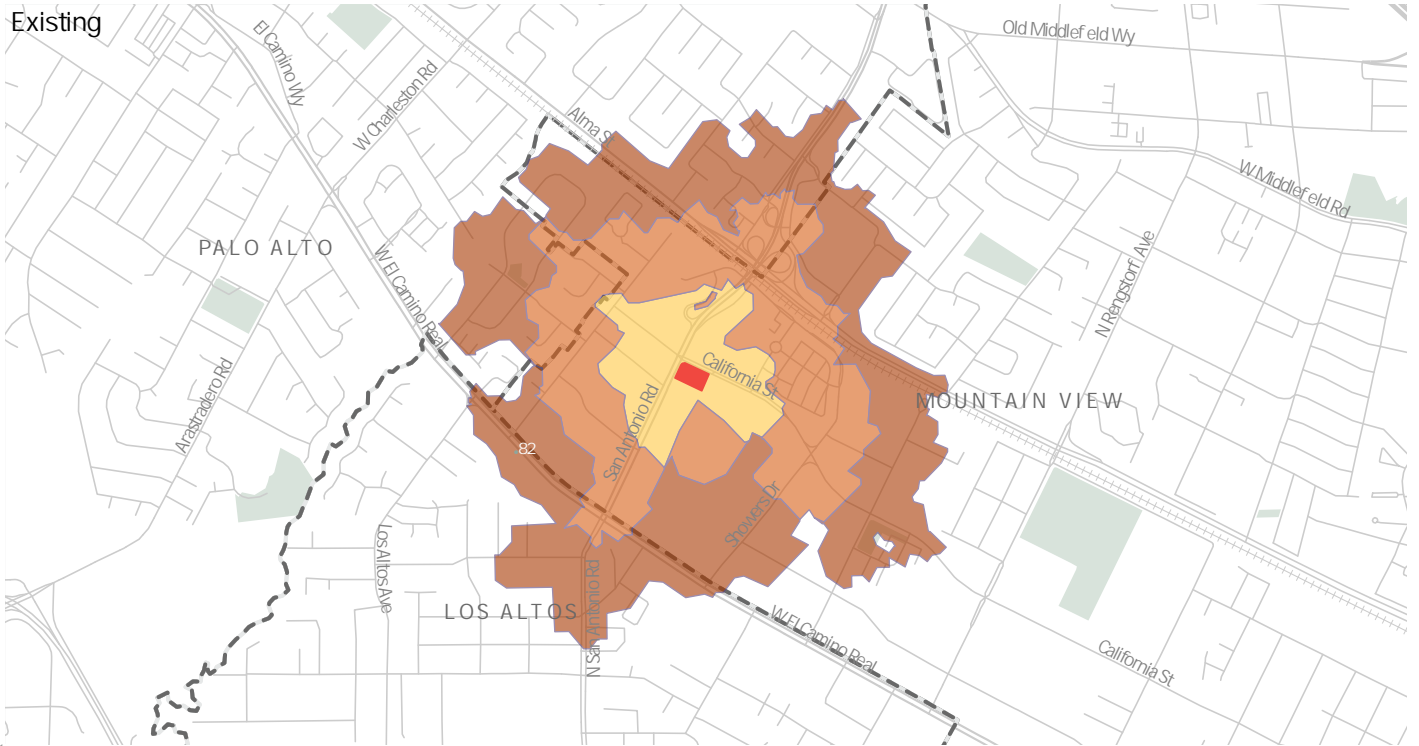 Existing
El Camino Wy
Old Middlefield Wy
W Charleston Rd
Alma St
W Middlefield Rd
PALO ALTO
W El Camino Real
N Rengstorf Ave
California St
Arastradero Rd
San Antonio Rd
MOUNTAIN VIEW
82
Showers Dr
Los Altos Ave
N San Antonio Rd
LOS ALTOS
W El Camino Real
California St